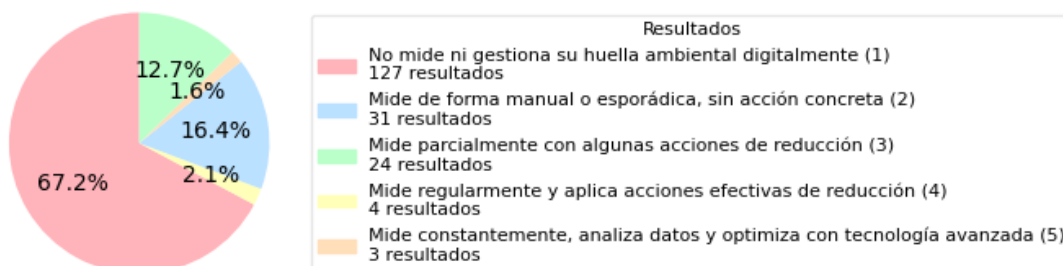 12.7%
1.6%
16.4%
2.1%
67.2%
Resultados
No mide ni gestiona su huella ambiental digitalmente (1)
127 resultados
Mide de forma manual o esporádica, sin acción concreta (2)
31 resultados
Mide parcialmente con algunas acciones de reducción (3)
24 resultados
Mide regularmente y aplica acciones efectivas de reducción (4)
4 resultados
Mide constantemente, analiza datos y optimiza con tecnología avanzada (5)
3 resultados